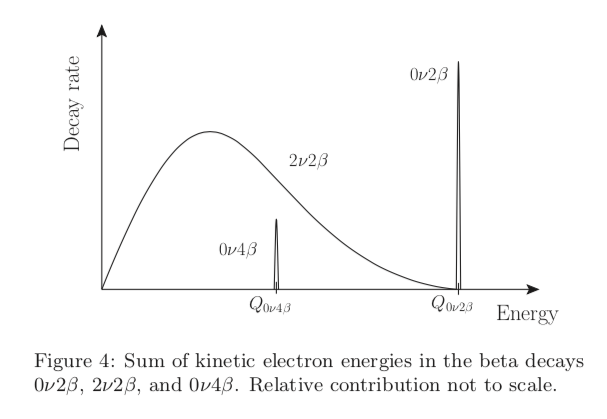 Decay rate
0ν2β
2ν2β
0ν4β
Q0ν4β
Q0ν2β
Energy
Figure 4: Sum of kinetic electron energies in the beta decays
0ν2β, 2ν2β, and 0ν4β. Relative contribution not to scale.